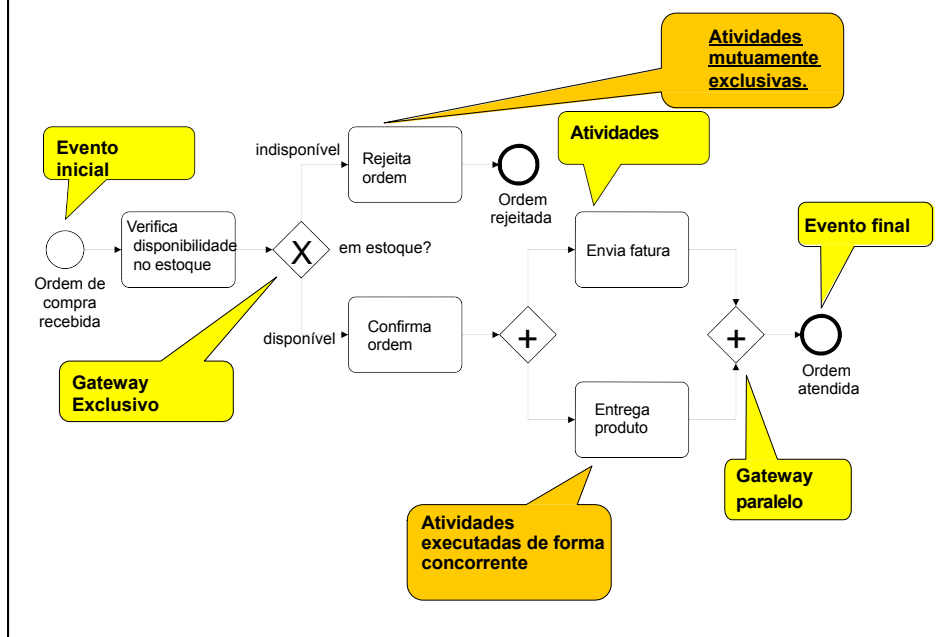 Atividades
mutuamente
exclusivas.
Evento
inicial
Atividades
indisponível
Rejeita
ordem
Ordem
rejeitada
Evento final
Verifica
disponibilidade
no estoque
X
em estoque?
Envia fatura
Ordem de
compra
recebida
disponível
Confirma
ordem
+
+
Ordem
atendida
Gateway
Exclusivo
Entrega
produto
Gateway
paralelo
Atividades
executadas de forma
concorrente